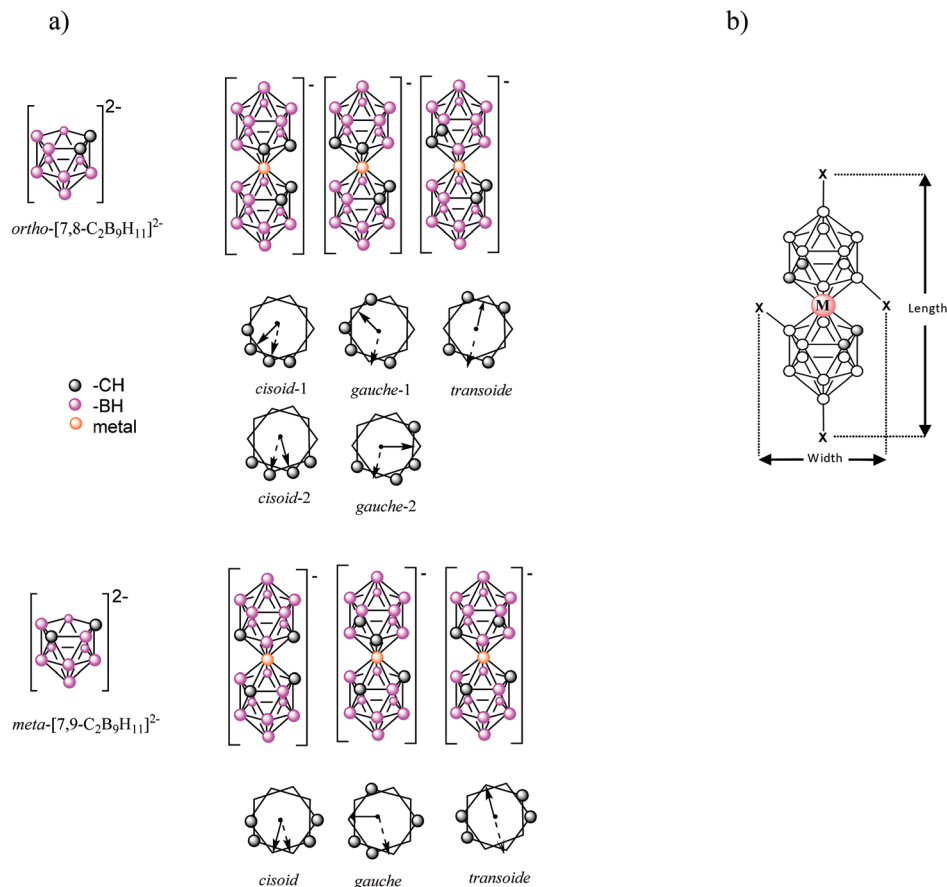 a)
b)
2-
-
-
-
ortho-[7,8-C₂B₉H₁₁]²⁻
cisoid-1
gauche-1
transoide
-CH
-BH
metal
cisoid-2
gauche-2
X
X
M
X
Length
X
Width
2-
-
-
-
meta-[7,9-C₂B₉H₁₁]²⁻
cisoid
gauche
transoide